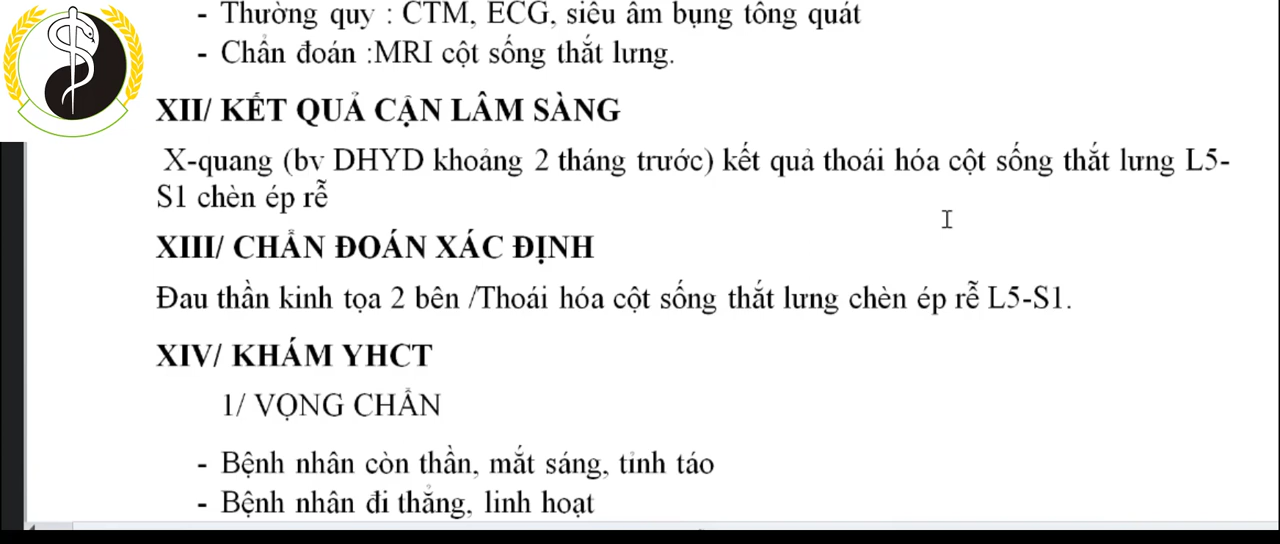 - Thường quy : CTM, ECG, siêu âm bụng tổng quát
- Chẩn đoán :MRI cột sống thắt lưng.
XII/ KẾT QUẢ CẬN LÂM SÀNG
X-quang (bv DHYD khoảng 2 tháng trước) kết quả thoái hóa cột sống thắt lưng L5-
S1 chèn ép rễ
XIII/ CHẨN ĐOÁN XÁC ĐỊNH
Đau thần kinh tọa 2 bên /Thoái hóa cột sống thắt lưng chèn ép rễ L5-S1.
XIV/ KHÁM YHCT
1/ VỌNG CHẨN
- Bệnh nhân còn thần, mắt sáng, tỉnh táo
- Bệnh nhân đi thẳng, linh hoạt